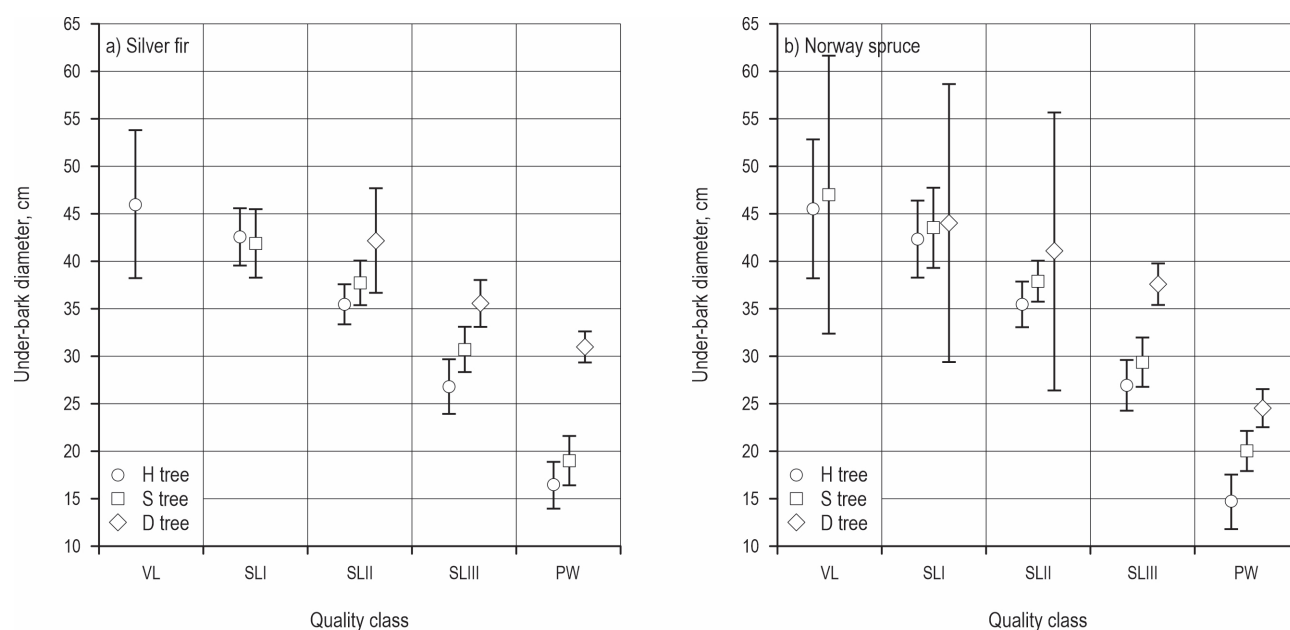 a) Silver fir
Under-bark diameter, cm
65
60
55
50
45
40
35
30
25
20
15
10
H tree
S tree
D tree
VL SLI SLII SLIII PW
Quality class
b) Norway spruce
Under-bark diameter, cm
65
60
55
50
45
40
35
30
25
20
15
10
H tree
S tree
D tree
VL SLI SLII SLIII PW
Quality class